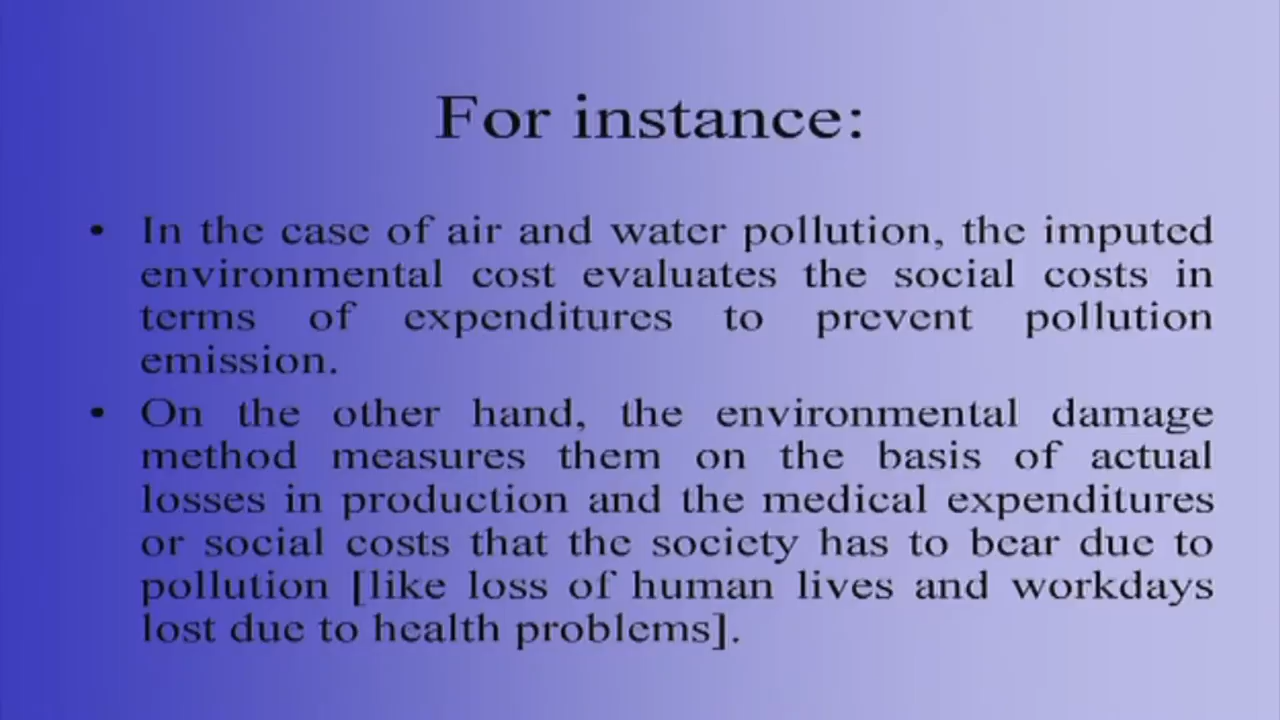 For instance:
• In the case of air and water pollution, the imputed
environmental cost evaluates the social costs in
terms of expenditures to prevent pollution
emission.
• On the other hand, the environmental damage
method measures them on the basis of actual
losses in production and the medical expenditures
or social costs that the society has to bear due to
pollution [like loss of human lives and workdays
lost due to health problems].